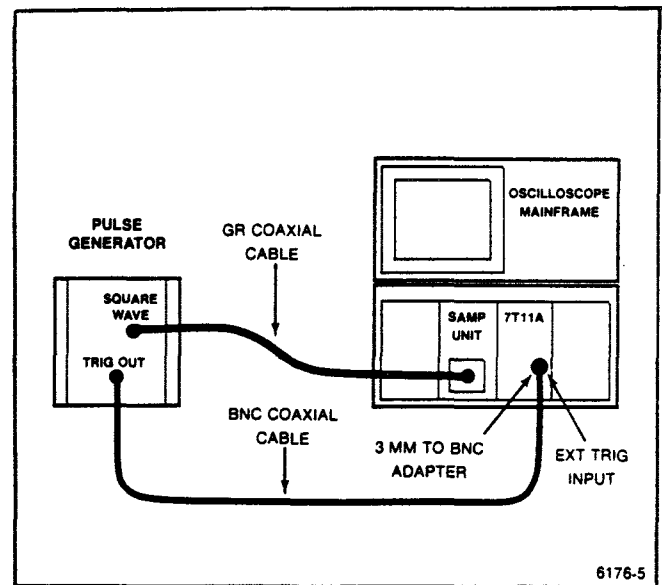 OSCILLOSCOPE
MAINFRAME
PULSE
GENERATOR
GR COAXIAL
CABLE
SQUARE
WAVE
TRIG OUT
SAMP
UNIT
7T11A
BNC COAXIAL
CABLE
3 MM TO BNC
ADAPTER
EXT TRIG
INPUT
6176-5